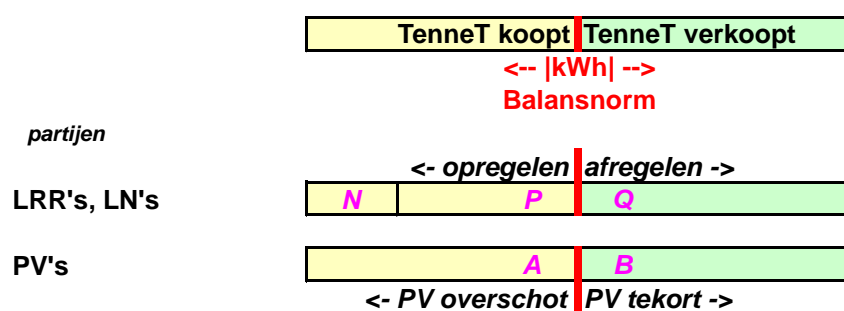 TenneT koopt TenneT verkoopt
<-- |kWh| -->
Balansnorm
partijen
<- opregelen afregelen ->
LRR's, LN's N P Q
PV's A B
<- PV overschot PV tekort ->